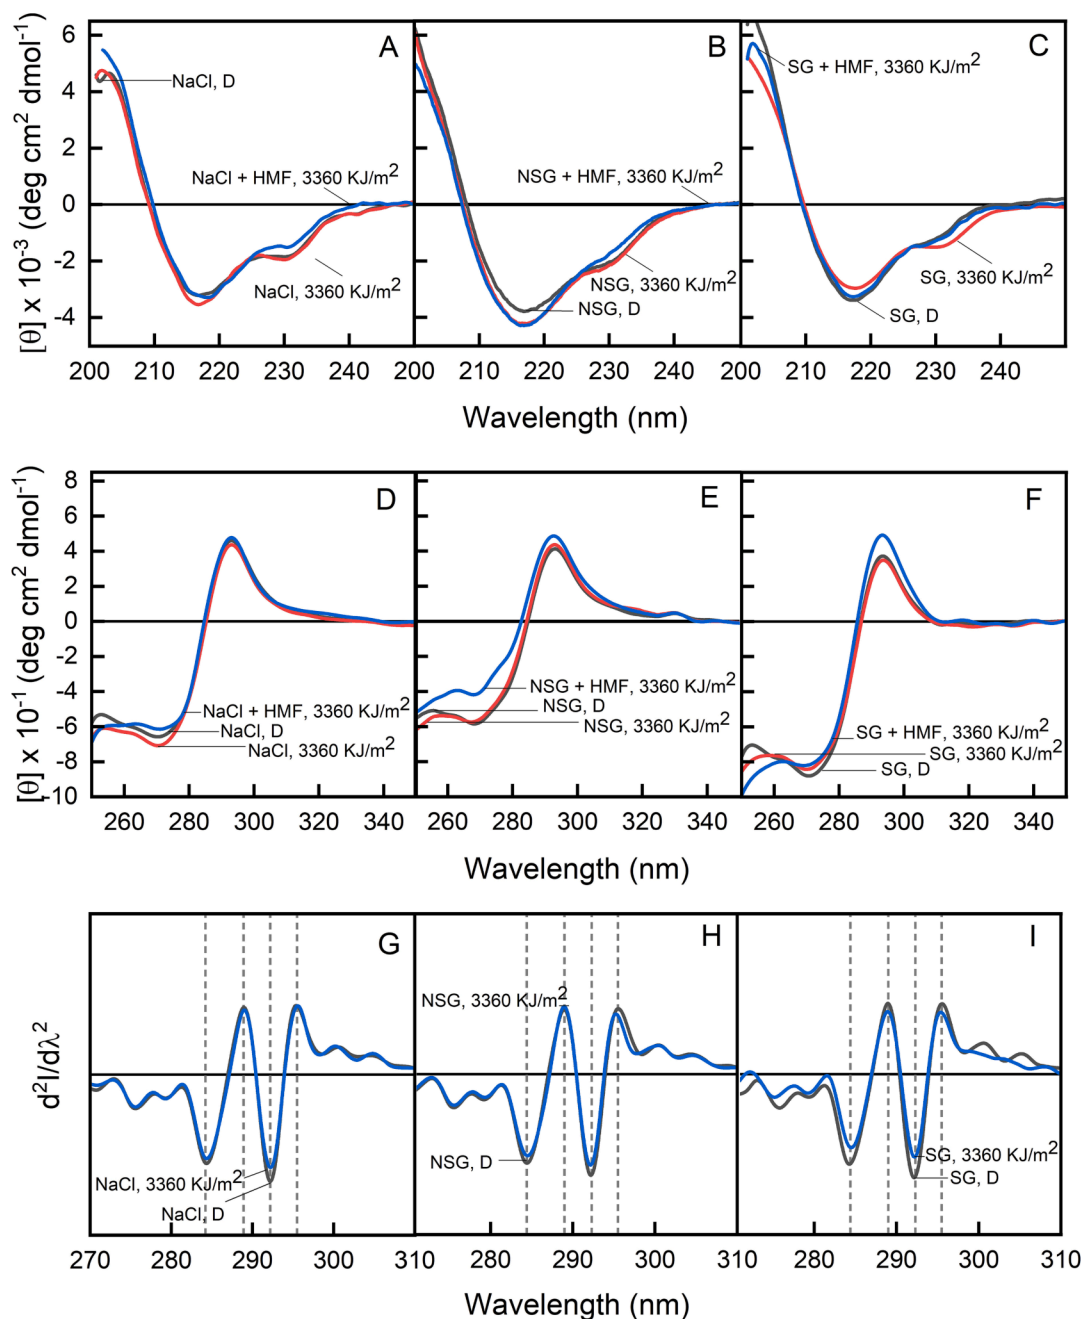 A
B
C
[θ] x 10⁻³ (deg cm² dmol⁻¹)
6
4
2
0
-2
-4
NaCl, D
NaCl + HMF, 3360 KJ/m²
NaCl, 3360 KJ/m²
NSG + HMF, 3360 KJ/m²
NSG, 3360 KJ/m²
NSG, D
SG + HMF, 3360 KJ/m²
SG, 3360 KJ/m²
SG, D
200 210 220 230 240 200 210 220 230 240 200 210 220 230 240
Wavelength (nm)
D
E
F
[θ] x 10⁻¹ (deg cm² dmol⁻¹)
8
6
4
2
0
-2
-4
-6
-8
-10
NaCl + HMF, 3360 KJ/m²
NaCl, D
NaCl, 3360 KJ/m²
NSG + HMF, 3360 KJ/m²
NSG, D
NSG, 3360 KJ/m²
SG + HMF, 3360 KJ/m²
SG, 3360 KJ/m²
SG, D
260 280 300 320 340 260 280 300 320 340 260 280 300 320 340
Wavelength (nm)
G
H
I
d²I/dλ²
NaCl, 3360 KJ/m²
NaCl, D
NSG, 3360 KJ/m²
NSG, D
SG, 3360 KJ/m²
SG, D
270 280 290 300 310 280 290 300 310 280 290 300 310
Wavelength (nm)